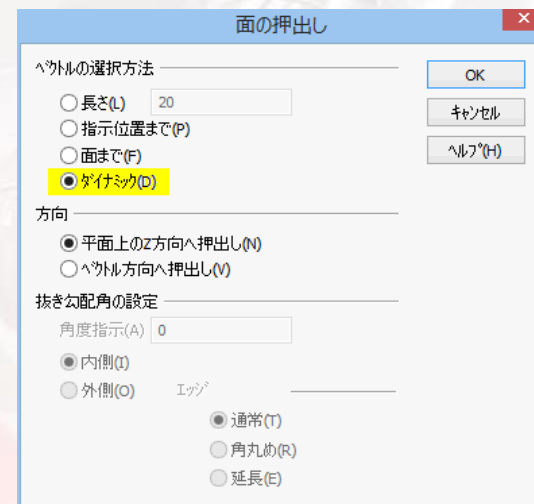 面の押出し
ベクトルの選択方法
長さ(L) 20
指示位置まで(P)
面まで(F)
ダイナミック(D)
方向
平面上のZ方向へ押出し(N)
ベクトル方向へ押出し(V)
抜き勾配角の設定
角度指示(A) 0
内側(I)
外側(O) エッジ
通常(T)
角丸め(R)
延長(E)
OK
キャンセル
ヘルプ(H)